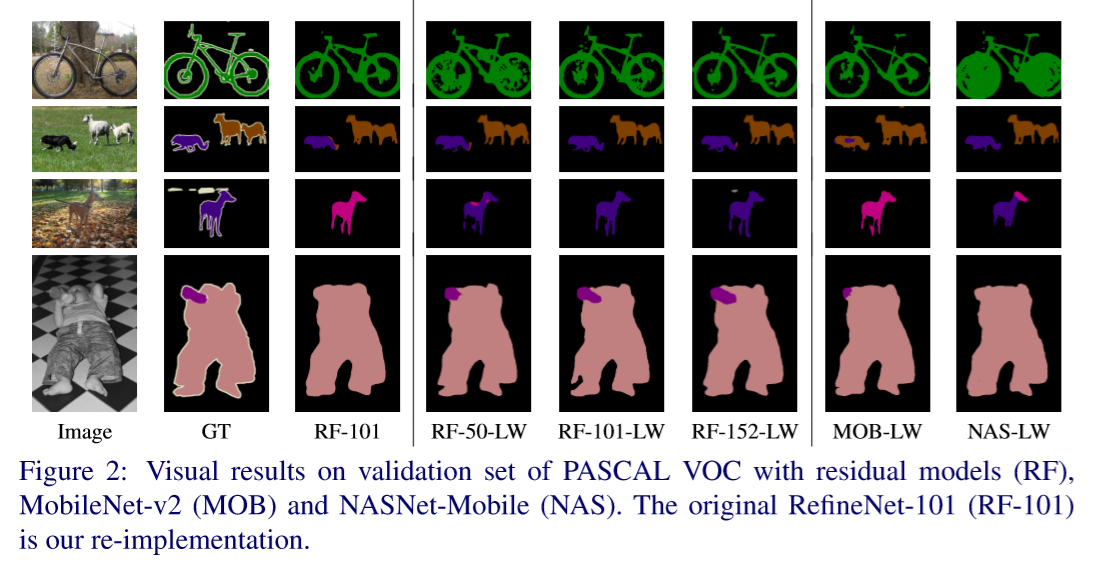 Image GT RF-101 RF-50-LW RF-101-LW RF-152-LW MOB-LW NAS-LW
Figure 2: Visual results on validation set of PASCAL VOC with residual models (RF),
MobileNet-v2 (MOB) and NASNet-Mobile (NAS). The original RefineNet-101 (RF-101)
is our re-implementation.